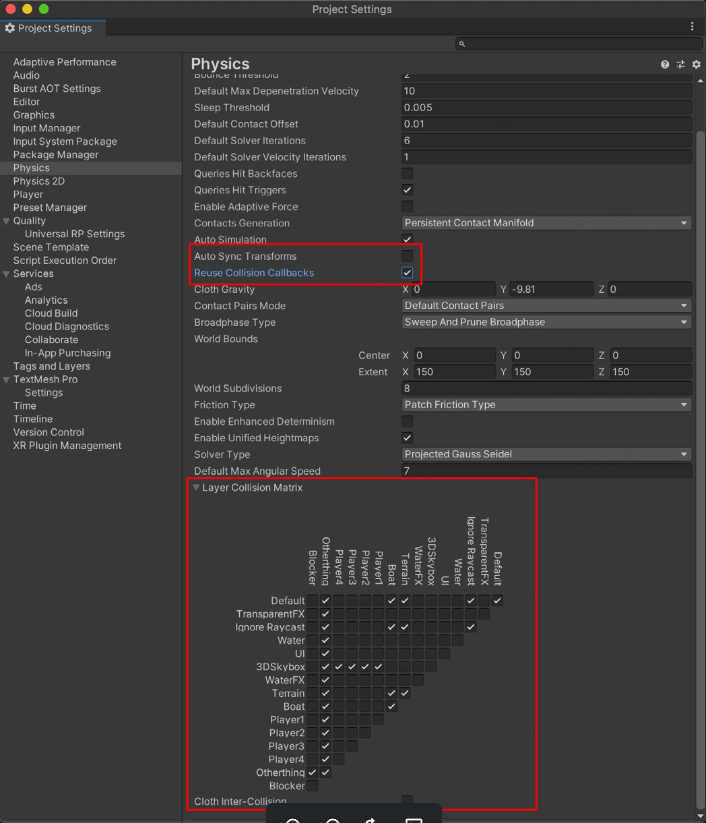 Project Settings
Project Settings
Adaptive Performance
Audio
Burst AOT Settings
Editor
Graphics
Input Manager
Input System Package
Package Manager
Physics
Physics 2D
Player
Preset Manager
Quality
Universal RP Settings
Scene Template
Script Execution Order
Services
Ads
Analytics
Cloud Build
Cloud Diagnostics
Collaborate
In-App Purchasing
Tags and Layers
TextMesh Pro
Settings
Time
Timeline
Version Control
XR Plugin Management
Physics
Bounce Threshold 2
Default Max Depenetration Velocity 10
Sleep Threshold 0.005
Default Contact Offset 0.01
Default Solver Iterations 6
Default Solver Velocity Iterations 1
Queries Hit Backfaces
Queries Hit Triggers
Enable Adaptive Force
Contacts Generation Persistent Contact Manifold
Auto Simulation
Auto Sync Transforms
Reuse Collision Callbacks
Cloth Gravity X 0 Y -9.81 Z 0
Contact Pairs Mode Default Contact Pairs
Broadphase Type Sweep And Prune Broadphase
World Bounds
Center X 0 Y 0 Z 0
Extent X 150 Y 150 Z 150
World Subdivisions 8
Friction Type Patch Friction Type
Enable Enhanced Determinism
Enable Unified Heightmaps
Solver Type Projected Gauss Seidel
Default Max Angular Speed 7
Layer Collision Matrix
Blocker
Otherthing
Player4
Player3
Player2
Player1
Boat
Terrain
WaterFX
3DSkybox
UI
Water
Ignore Raycast
TransparentFX
Default
Default
TransparentFX
Ignore Raycast
Water
UI
3DSkybox
WaterFX
Terrain
Boat
Player1
Player2
Player3
Player4
Otherthing
Blocker
Cloth Inter-Collision